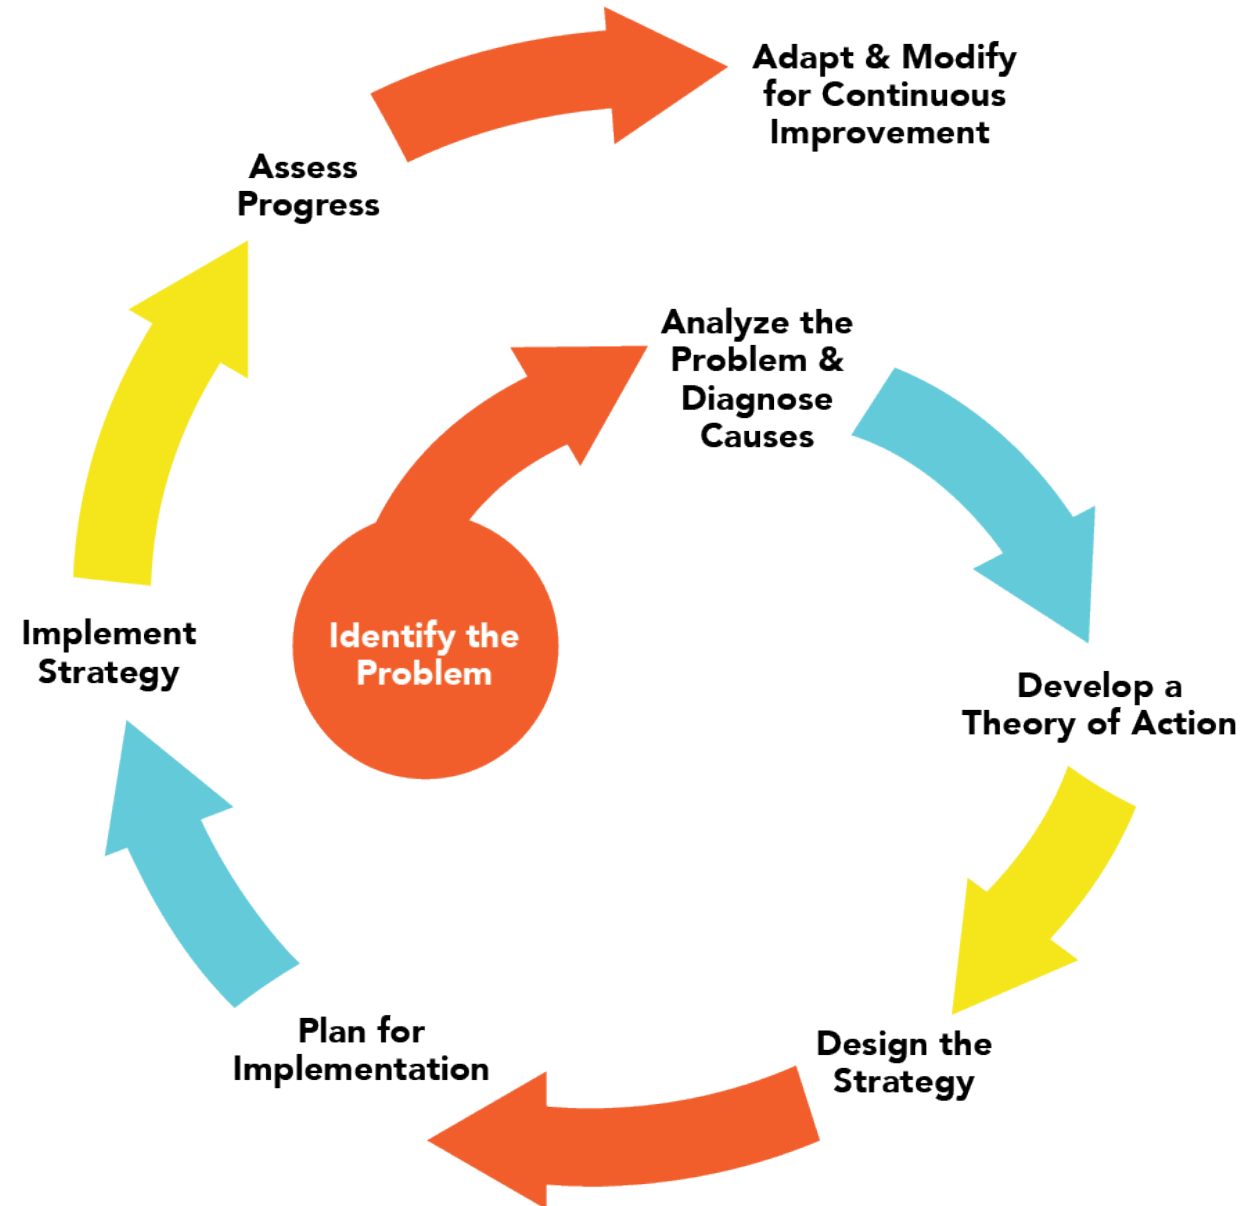 Identify the
Problem
Analyze the
Problem &
Diagnose
Causes
Develop a
Theory of Action
Design the
Strategy
Plan for
Implementation
Implement
Strategy
Assess
Progress
Adapt & Modify
for Continuous
Improvement